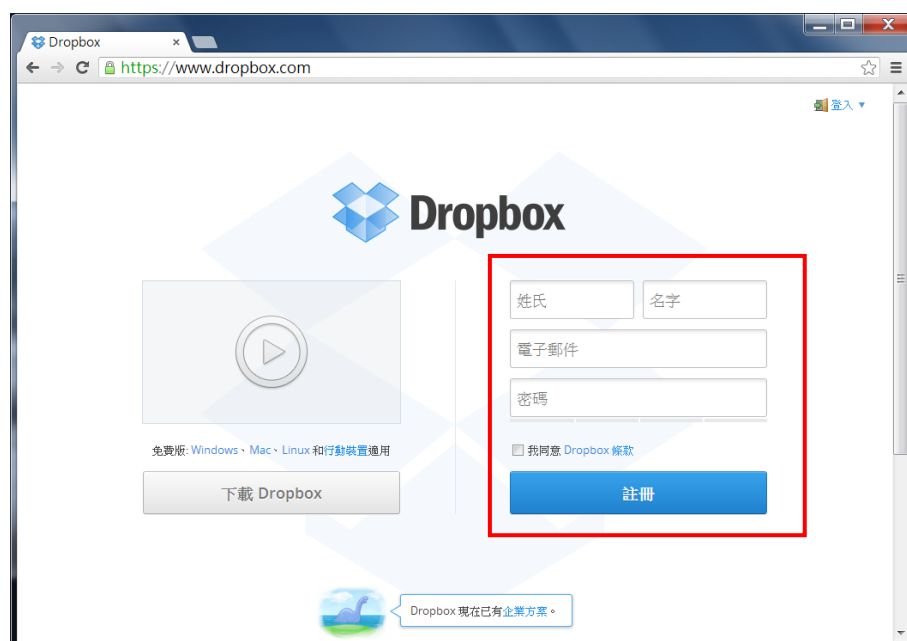 Dropbox
https://www.dropbox.com
登入
Dropbox
姓氏
名字
電子郵件
密碼
免費版: Windows、Mac、Linux 和行動裝置適用
我同意 Dropbox 條款
下載 Dropbox
註冊
Dropbox 現在已有企業方案。